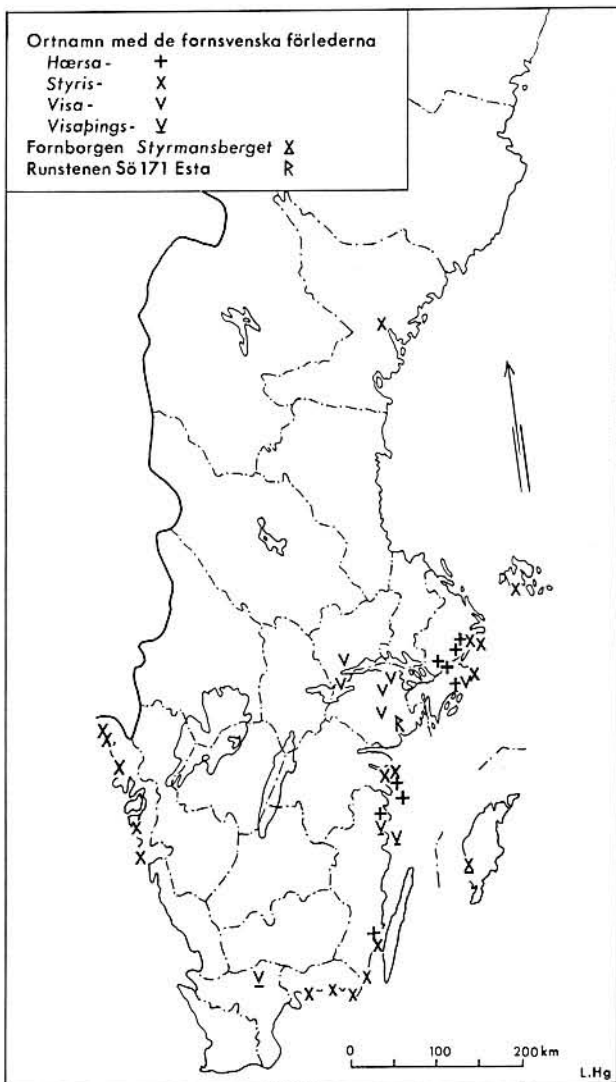 Ortnamn med de fornsvenska förlederna
Hærsa- +
Styris- x
Visa- v
Visaþings- v
Fornborgen Styrmansberget x
Runstenen Sö 171 Esta ᚱ
0 100 200 km
L.Hg